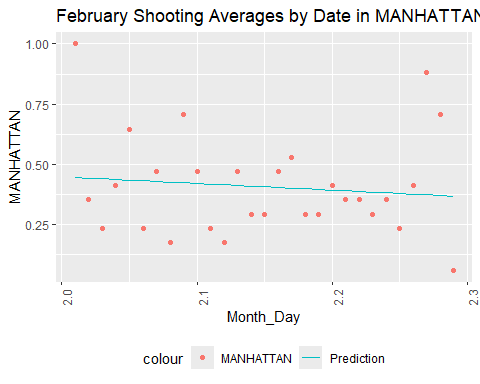 February Shooting Averages by Date in MANHATTAN
1.00
0.75
0.50
0.25
MANHATTAN
2.0
2.1
2.2
2.3
Month_Day
colour MANHATTAN Prediction